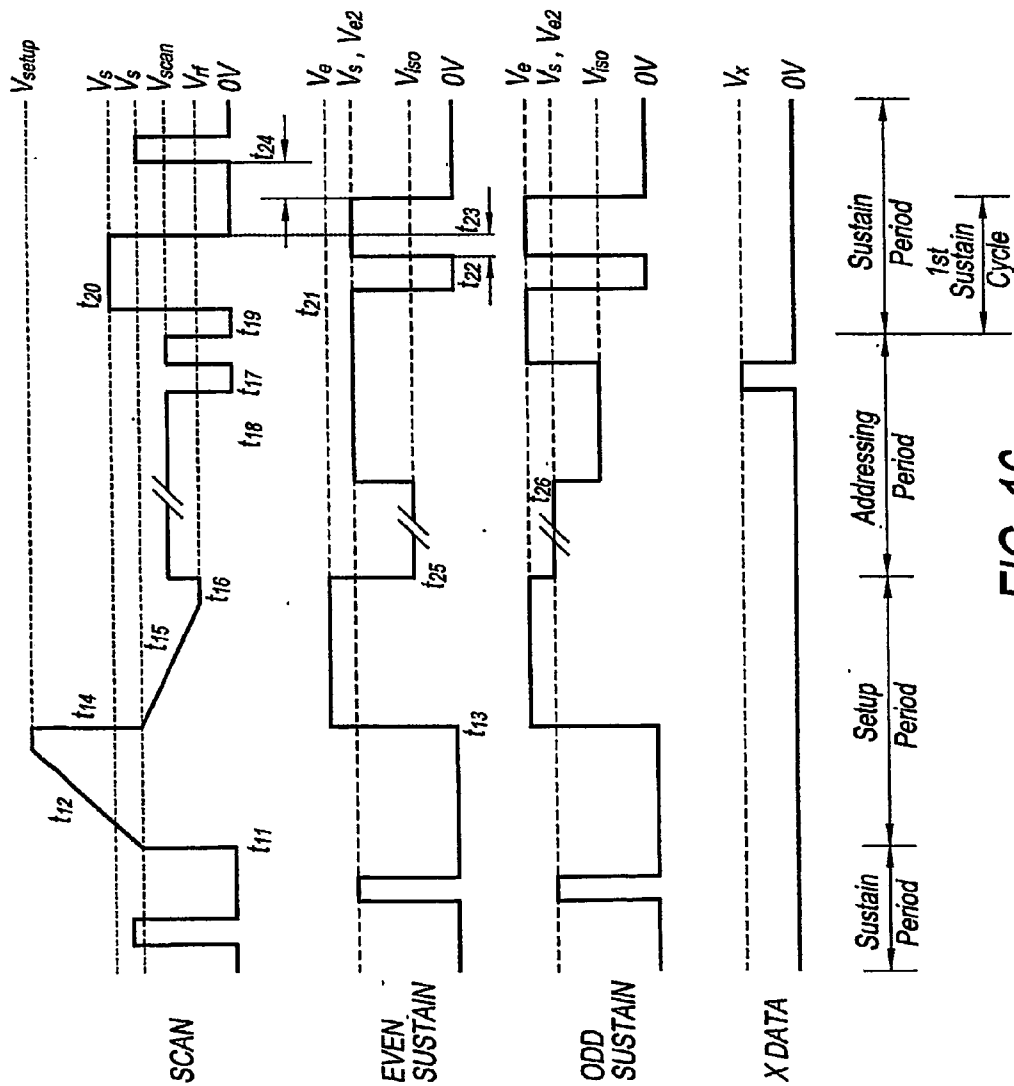 Vsetup
Vs
Vs
Vscan
Vrf
0V
SCAN
t11
t12
t14
t15
t16
t18
t17
t19
t20
t24
Ve
Vs , Ve2
Viso
0V
EVEN
SUSTAIN
t13
t25
t21
t22
t23
Ve
Vs , Ve2
Viso
0V
ODD
SUSTAIN
t26
Vx
0V
X DATA
Sustain
Period
Setup
Period
Addressing
Period
Sustain
Period
1st
Sustain
Cycle